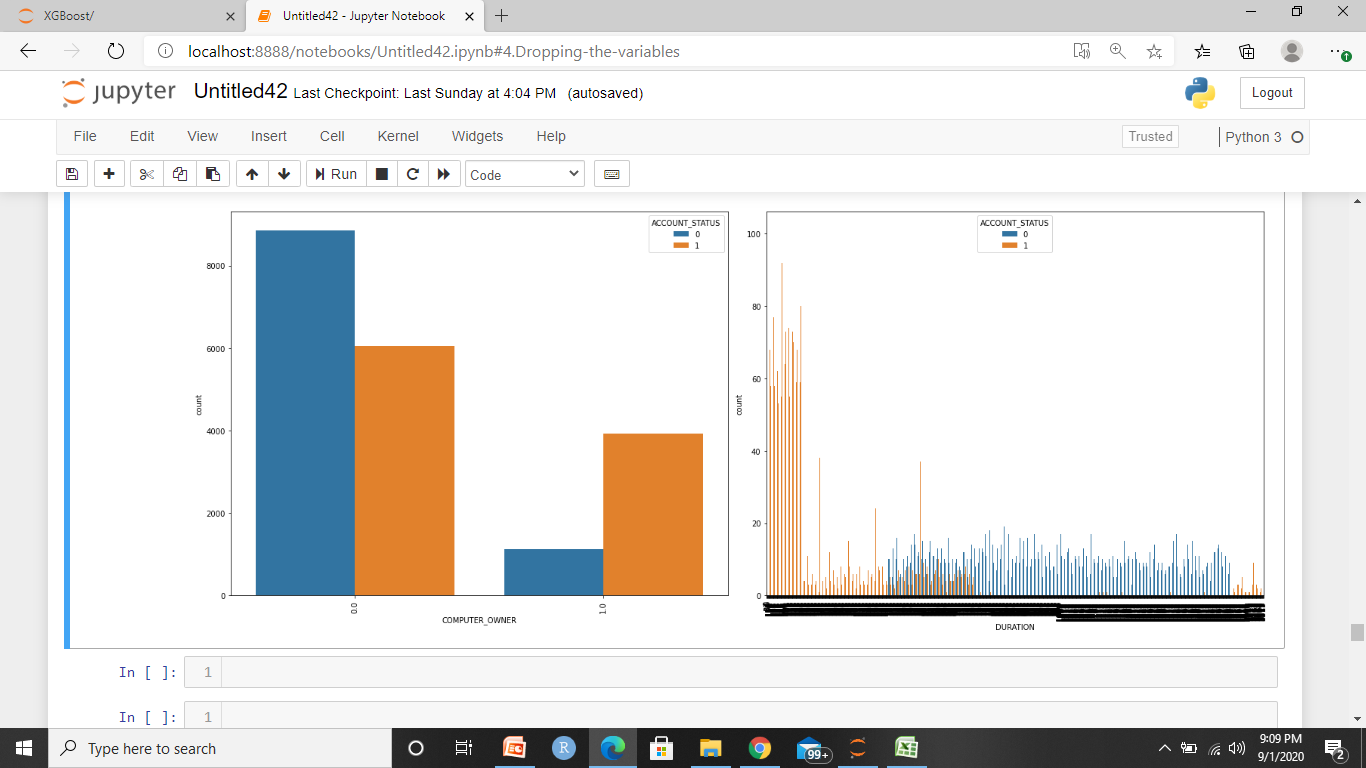 XGBoost/
Untitled42 - Jupyter Notebook
localhost:8888/notebooks/Untitled42.ipynb#4.Dropping-the-variables
jupyter Untitled42 Last Checkpoint: Last Sunday at 4:04 PM (autosaved)
Logout
File Edit View Insert Cell Kernel Widgets Help
Trusted
Python 3
Run
Code
ACCOUNT_STATUS
0
1
8000
6000
4000
2000
0
count
0.0
1.0
COMPUTER_OWNER
ACCOUNT_STATUS
0
1
100
80
60
40
20
0
count
DURATION
In [ ]: 1
In [ ]: 1
Type here to search
R
99+
9:09 PM
9/1/2020
2